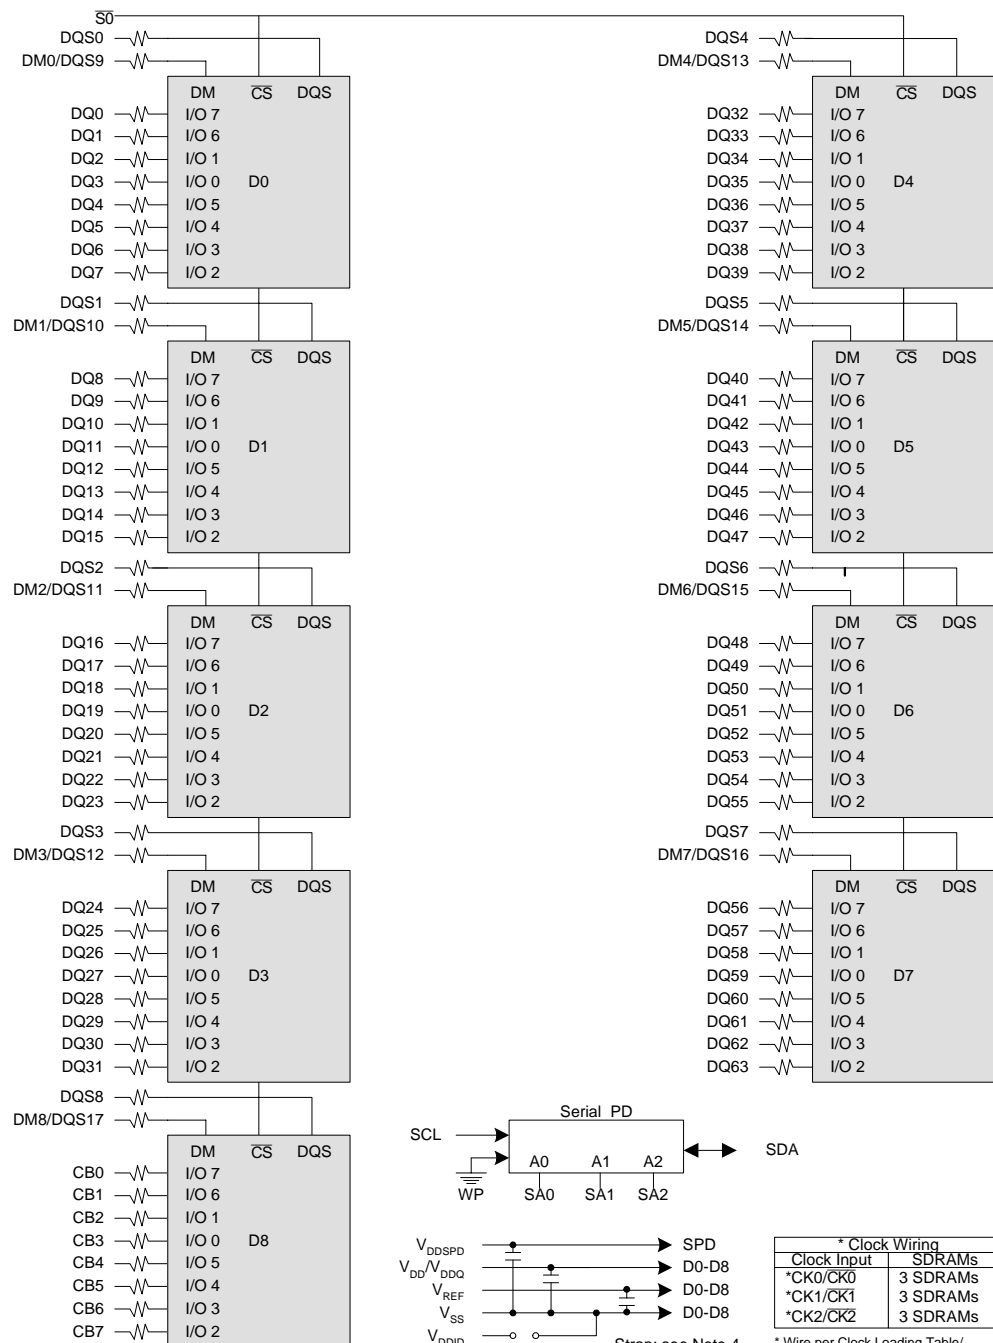 S0
DQS0
DM0/DQS9
DM CS DQS
DQ0 I/O 7
DQ1 I/O 6
DQ2 I/O 1
DQ3 I/O 0 D0
DQ4 I/O 5
DQ5 I/O 4
DQ6 I/O 3
DQ7 I/O 2
DQS1
DM1/DQS10
DM CS DQS
DQ8 I/O 7
DQ9 I/O 6
DQ10 I/O 1
DQ11 I/O 0 D1
DQ12 I/O 5
DQ13 I/O 4
DQ14 I/O 3
DQ15 I/O 2
DQS2
DM2/DQS11
DM CS DQS
DQ16 I/O 7
DQ17 I/O 6
DQ18 I/O 1
DQ19 I/O 0 D2
DQ20 I/O 5
DQ21 I/O 4
DQ22 I/O 3
DQ23 I/O 2
DQS3
DM3/DQS12
DM CS DQS
DQ24 I/O 7
DQ25 I/O 6
DQ26 I/O 1
DQ27 I/O 0 D3
DQ28 I/O 5
DQ29 I/O 4
DQ30 I/O 3
DQ31 I/O 2
DQS8
DM8/DQS17
DM CS DQS
CB0 I/O 7
CB1 I/O 6
CB2 I/O 1
CB3 I/O 0 D8
CB4 I/O 5
CB5 I/O 4
CB6 I/O 3
CB7 I/O 2
DQS4
DM4/DQS13
DM CS DQS
DQ32 I/O 7
DQ33 I/O 6
DQ34 I/O 1
DQ35 I/O 0 D4
DQ36 I/O 5
DQ37 I/O 4
DQ38 I/O 3
DQ39 I/O 2
DQS5
DM5/DQS14
DM CS DQS
DQ40 I/O 7
DQ41 I/O 6
DQ42 I/O 1
DQ43 I/O 0 D5
DQ44 I/O 5
DQ45 I/O 4
DQ46 I/O 3
DQ47 I/O 2
DQS6
DM6/DQS15
DM CS DQS
DQ48 I/O 7
DQ49 I/O 6
DQ50 I/O 1
DQ51 I/O 0 D6
DQ52 I/O 5
DQ53 I/O 4
DQ54 I/O 3
DQ55 I/O 2
DQS7
DM7/DQS16
DM CS DQS
DQ56 I/O 7
DQ57 I/O 6
DQ58 I/O 1
DQ59 I/O 0 D7
DQ60 I/O 5
DQ61 I/O 4
DQ62 I/O 3
DQ63 I/O 2
Serial PD
SCL SDA
A0 A1 A2
WP SA0 SA1 SA2
VDDSPD SPD
VDD/VDDQ D0-D8
VREF D0-D8
VSS D0-D8
VDDID Strap: see Note 4
* Clock Wiring
Clock Input SDRAMs
*CK0/CK0 3 SDRAMs
*CK1/CK1 3 SDRAMs
*CK2/CK2 3 SDRAMs
* Wire per Clock Loading Table/